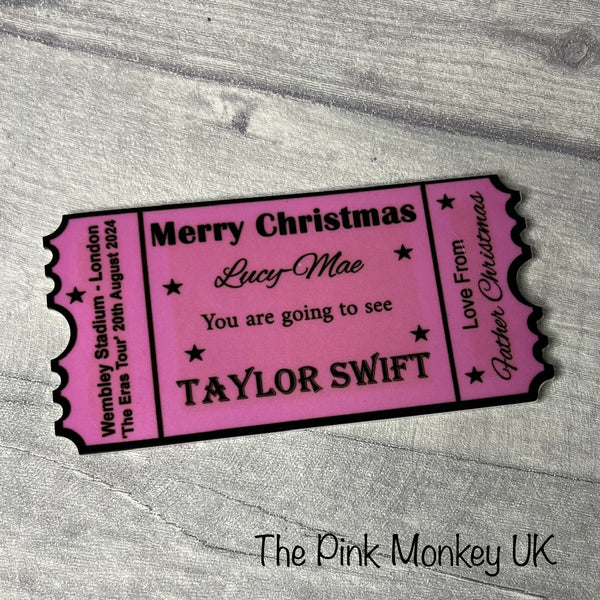 Wembley Stadium - London
'The Eras Tour' 20th August 2024
Merry Christmas
Lucy-Mae
You are going to see
TAYLOR SWIFT
Love From
Father Christmas
The Pink Monkey UK